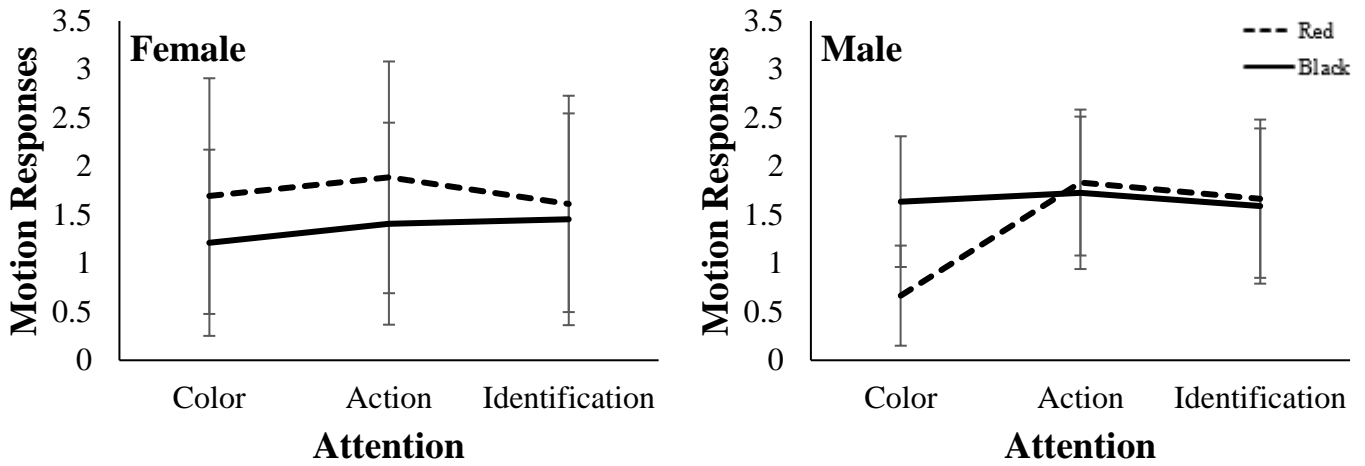 Female
Motion Responses
3.5
3
2.5
2
1.5
1
0.5
0
Color
Action
Identification
Attention
Male
Red
Black
Motion Responses
3.5
3
2.5
2
1.5
1
0.5
0
Color
Action
Identification
Attention